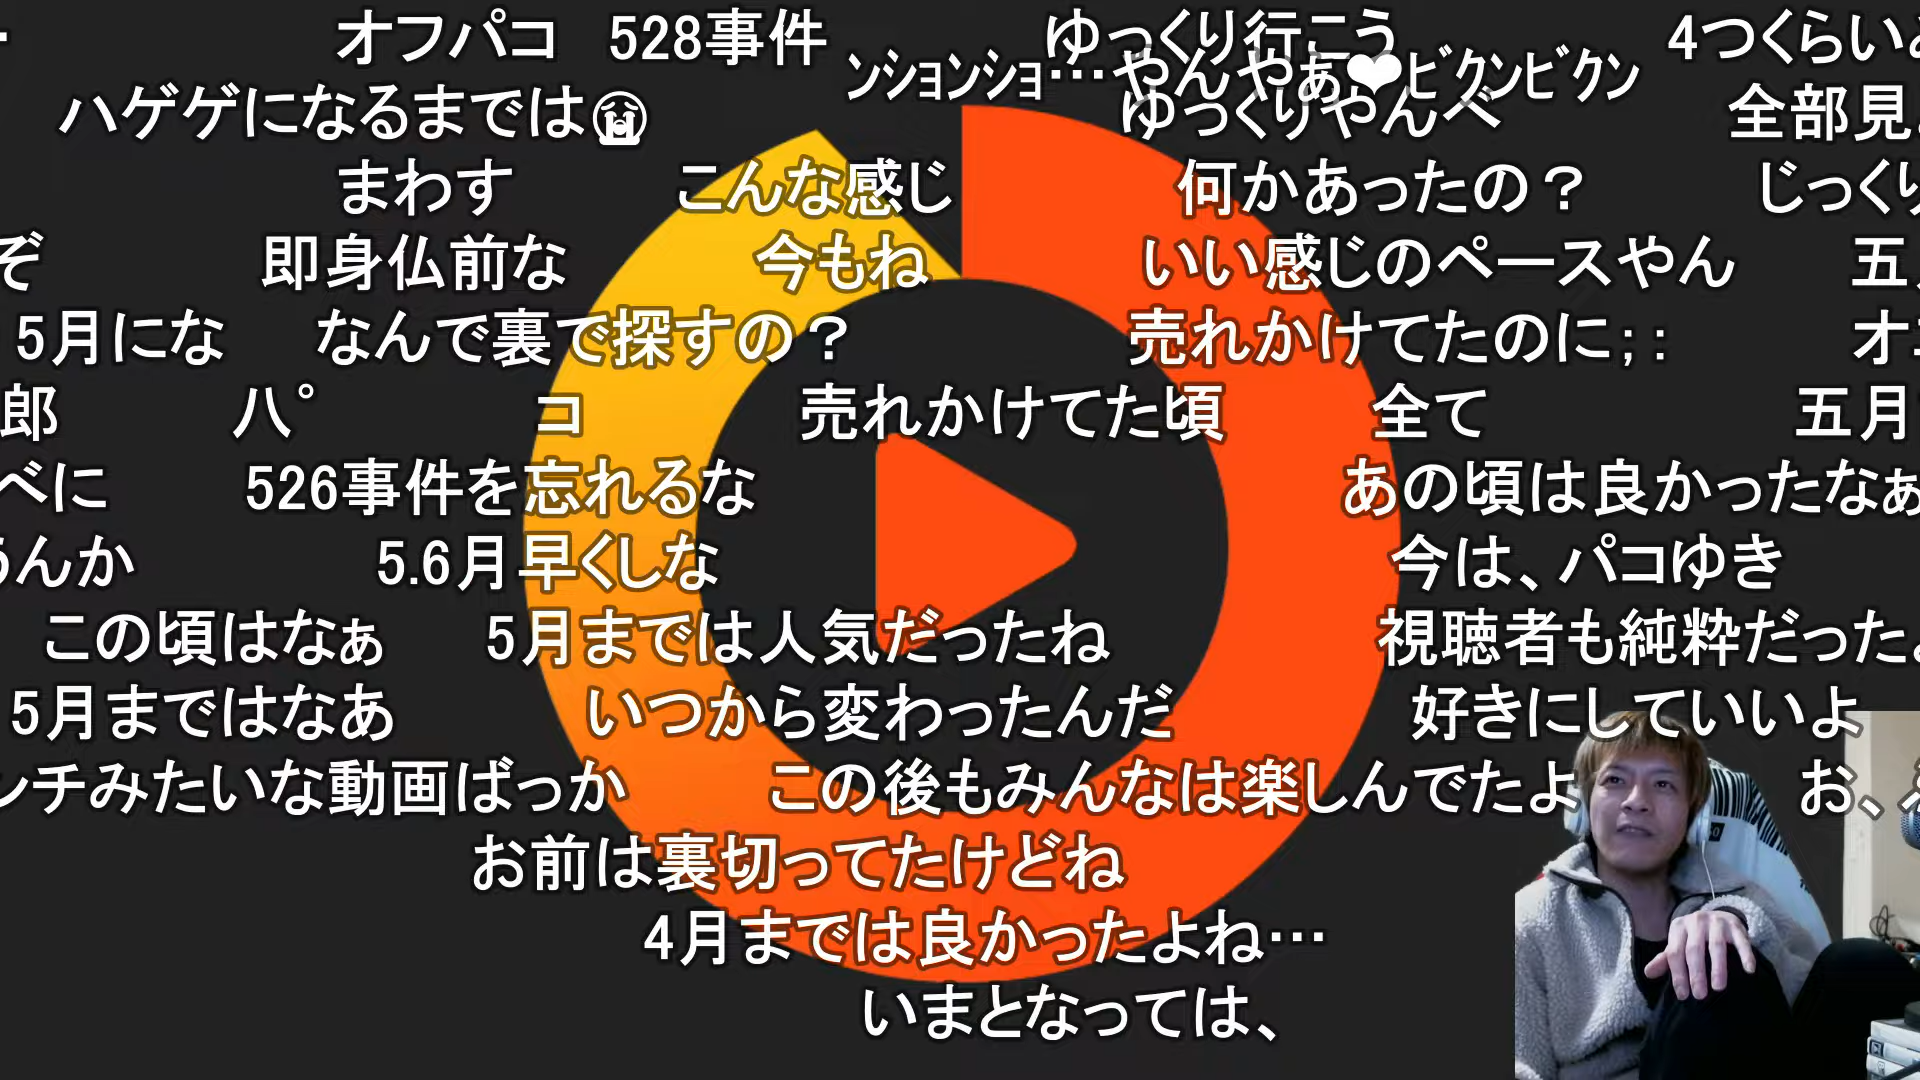 オフパコ 528事件 ゆっくり行こう 4つくらい
ﾝｼｮﾝｼｮ…やんやぁ❤ﾋﾞｸﾝﾋﾞｸﾝ
ハゲゲになるまでは😭 ゆっくりやんべ 全部見
まわす こんな感じ 何かあったの？ じっくり
ぞ 即身仏前な 今もね いい感じのペースやん 五
5月にな なんで裏で探すの？ 売れかけてたのに; : オ
郎 パ コ 売れかけてた頃 全て 五月
べに 526事件を忘れるな あの頃は良かったなぁ
うんか 5.6月早くしな 今は、パコゆき
この頃はなぁ 5月までは人気だったね 視聴者も純粋だった
5月まではなあ いつから変わったんだ 好きにしていいよ
ンチみたいな動画ばっか この後もみんなは楽しんでたよ お、
お前は裏切ってたけどね
4月までは良かったよね…
いまとなっては、